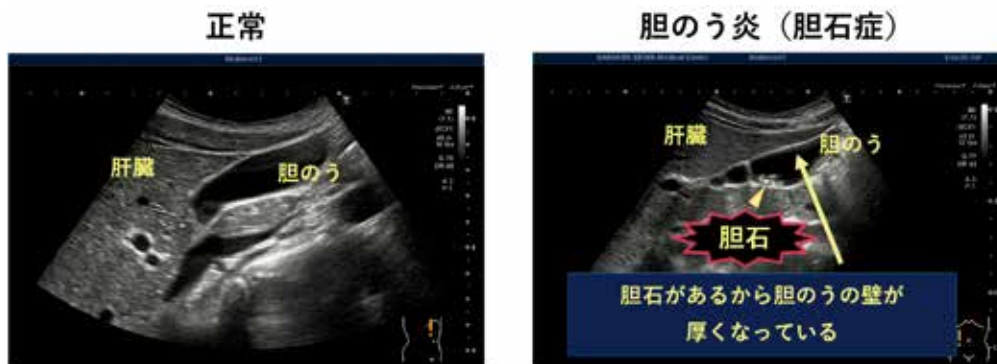 正常
胆のう炎（胆石症）
肝臓
胆のう
肝臓
胆のう
胆石
胆石があるから胆のうの壁が
厚くなっている